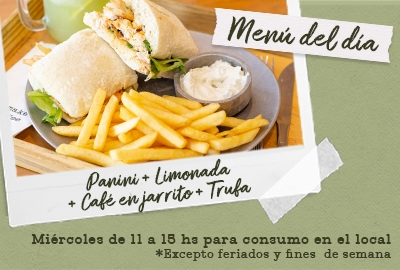 Menú del día
Panini + Limonada
+ Café en jarrito + Trufa
Miércoles de 11 a 15 hs para consumo en el local
*Excepto feriados y fines de semana